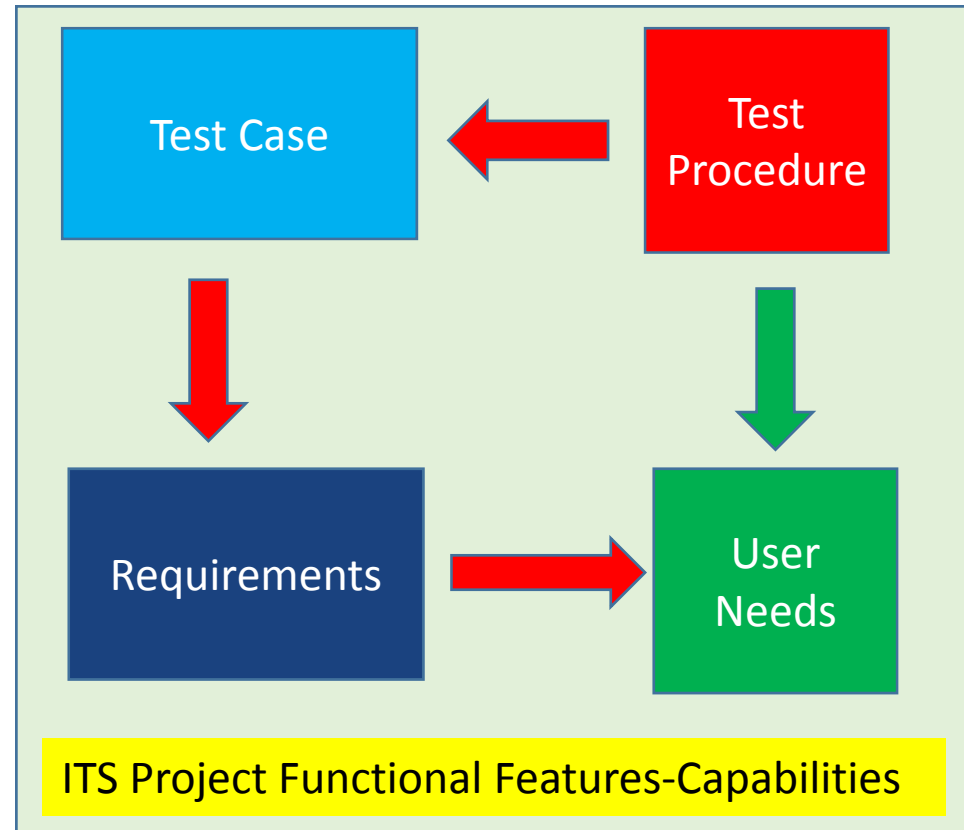 Test Case
Test
Procedure
Requirements
User
Needs
ITS Project Functional Features-Capabilities